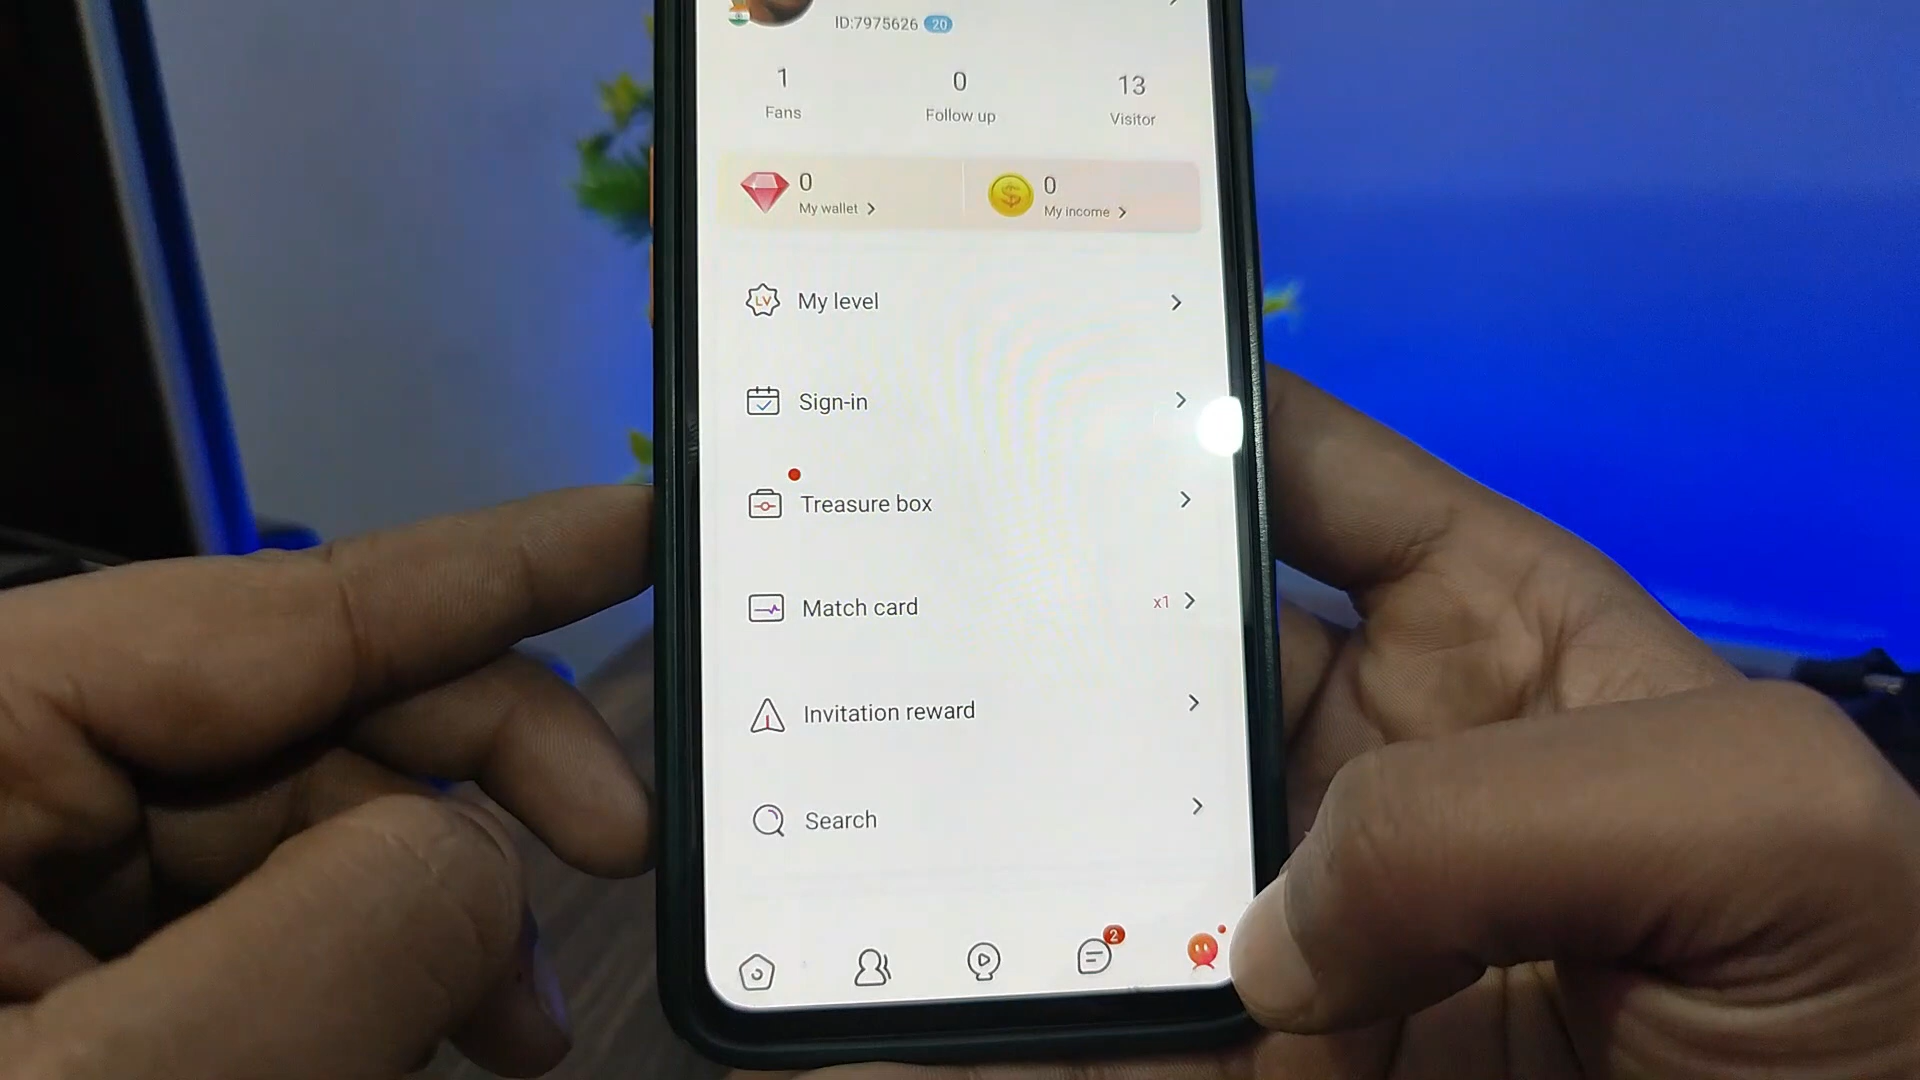 ID:7975626 20
1 0 13
Fans Follow up Visitor
0 0
My wallet My income
$
LV My level
Sign-in
Treasure box
Match card x1
Invitation reward
Search
2